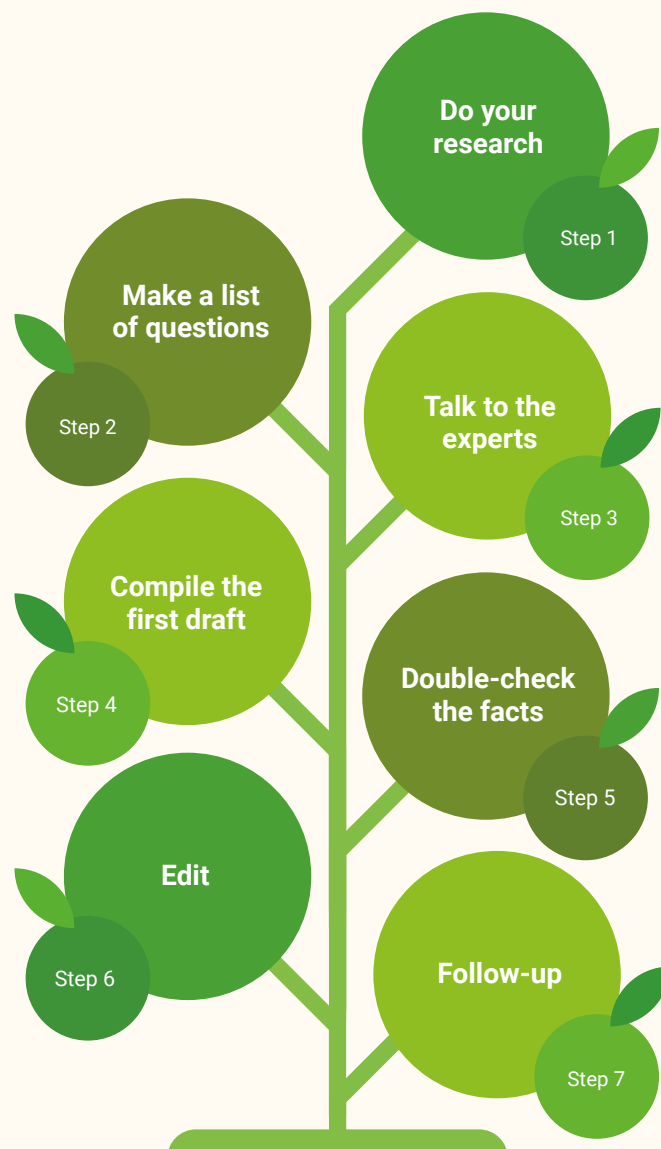 Do your
research
Step 1
Make a list
of questions
Step 2
Talk to the
experts
Step 3
Compile the
first draft
Step 4
Double-check
the facts
Step 5
Edit
Step 6
Follow-up
Step 7